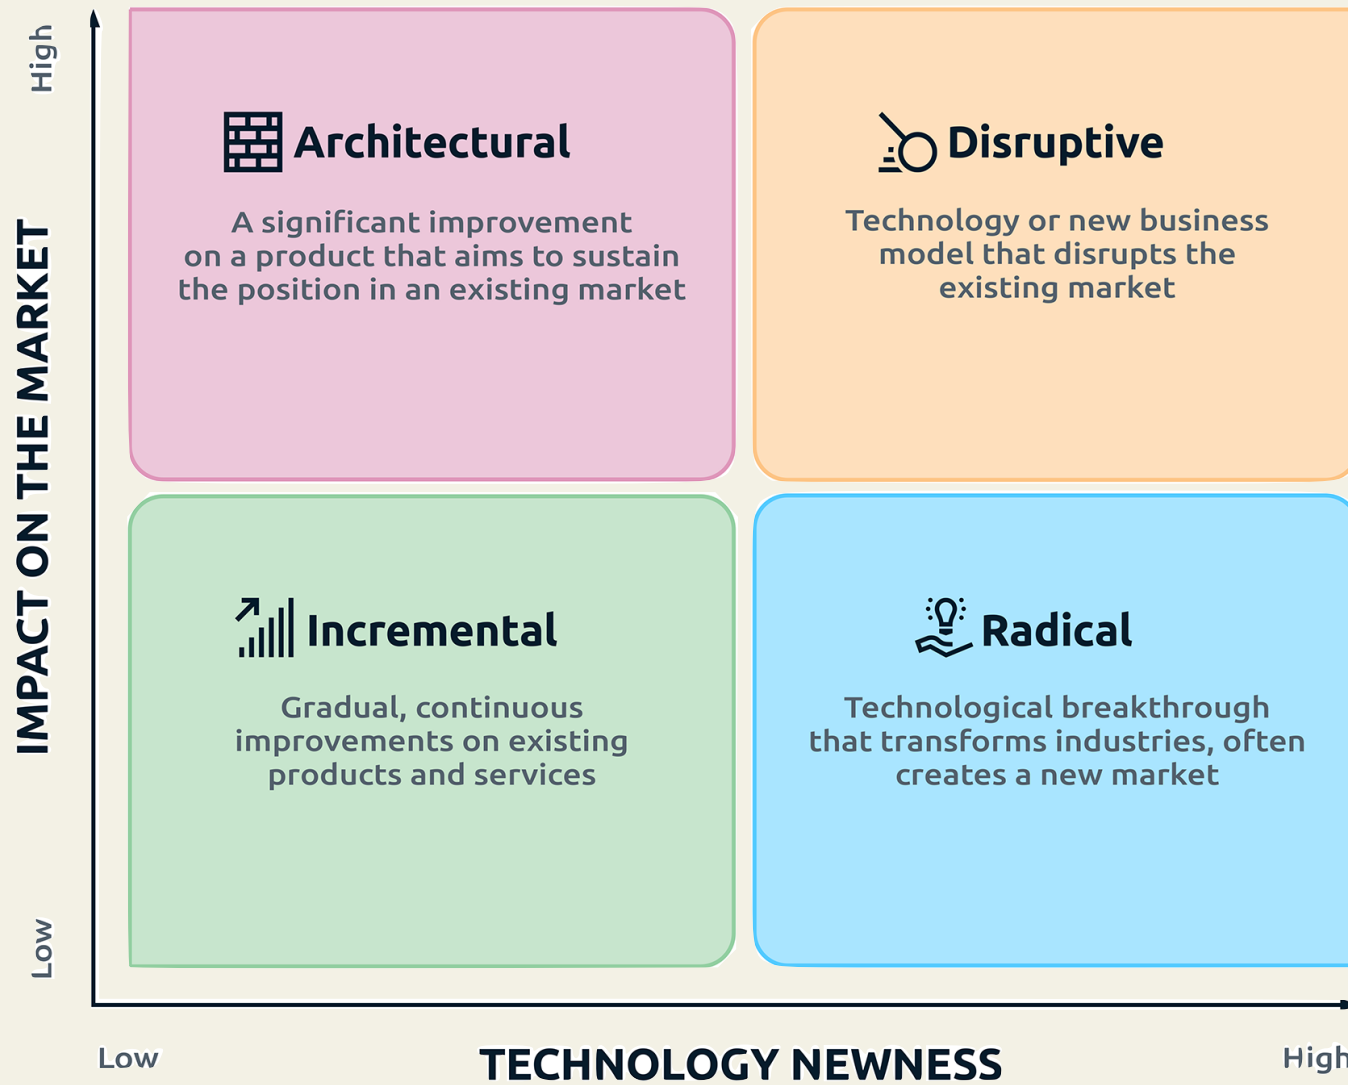 High
IMPACT ON THE MARKET
Low
Architectural
A significant improvement
on a product that aims to sustain
the position in an existing market
Disruptive
Technology or new business
model that disrupts the
existing market
Incremental
Gradual, continuous
improvements on existing
products and services
Radical
Technological breakthrough
that transforms industries, often
creates a new market
Low
TECHNOLOGY NEWNESS
High